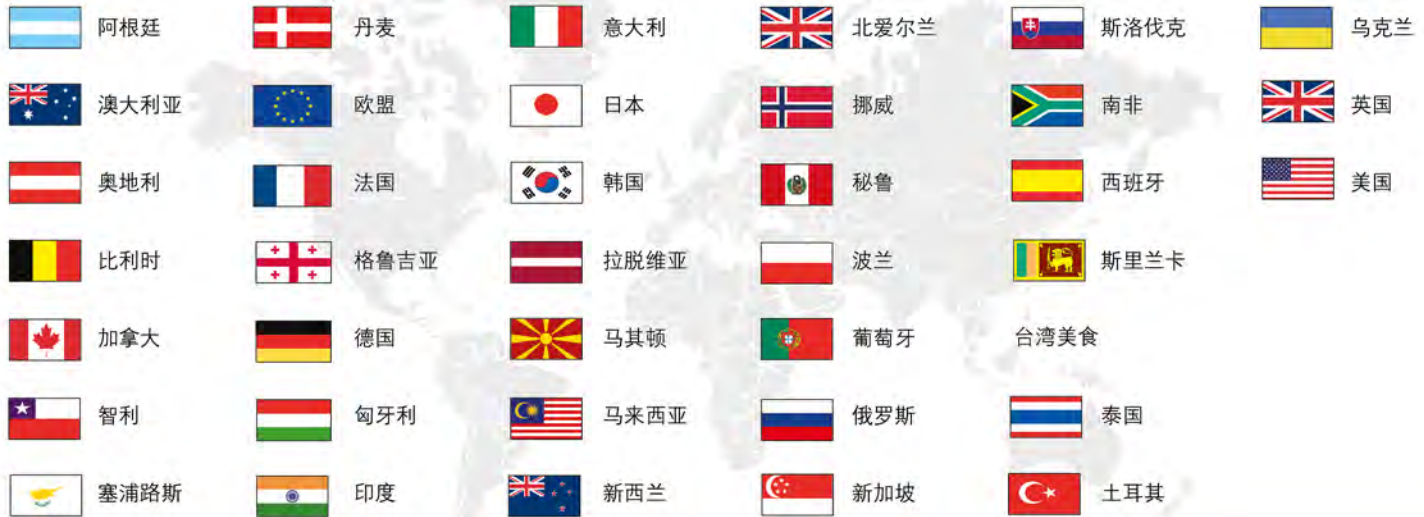 阿根廷
澳大利亚
奥地利
比利时
加拿大
智利
塞浦路斯
丹麦
欧盟
法国
格鲁吉亚
德国
匈牙利
印度
意大利
日本
韩国
拉脱维亚
马其顿
马来西亚
新西兰
北爱尔兰
挪威
秘鲁
波兰
葡萄牙
俄罗斯
新加坡
斯洛伐克
南非
西班牙
斯里兰卡
台湾美食
泰国
土耳其
乌克兰
英国
美国